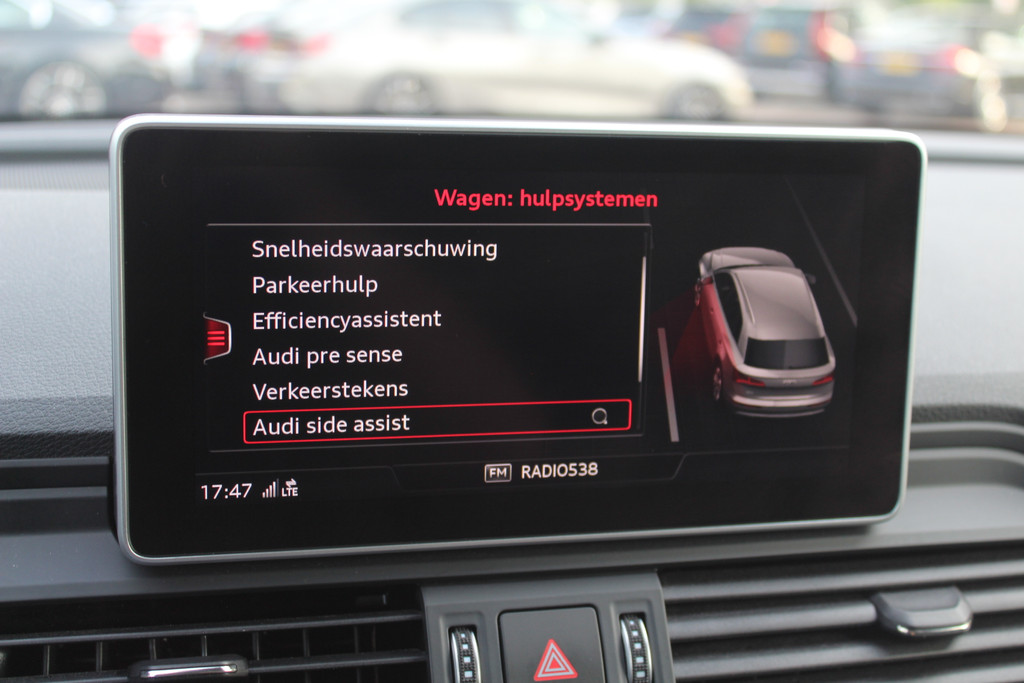 Wagen: hulpsystemen
Snelheidswaarschuwing
Parkeerhulp
Efficiencyassistent
Audi pre sense
Verkeerstekens
Audi side assist
FM RADIO538
17:47 LTE